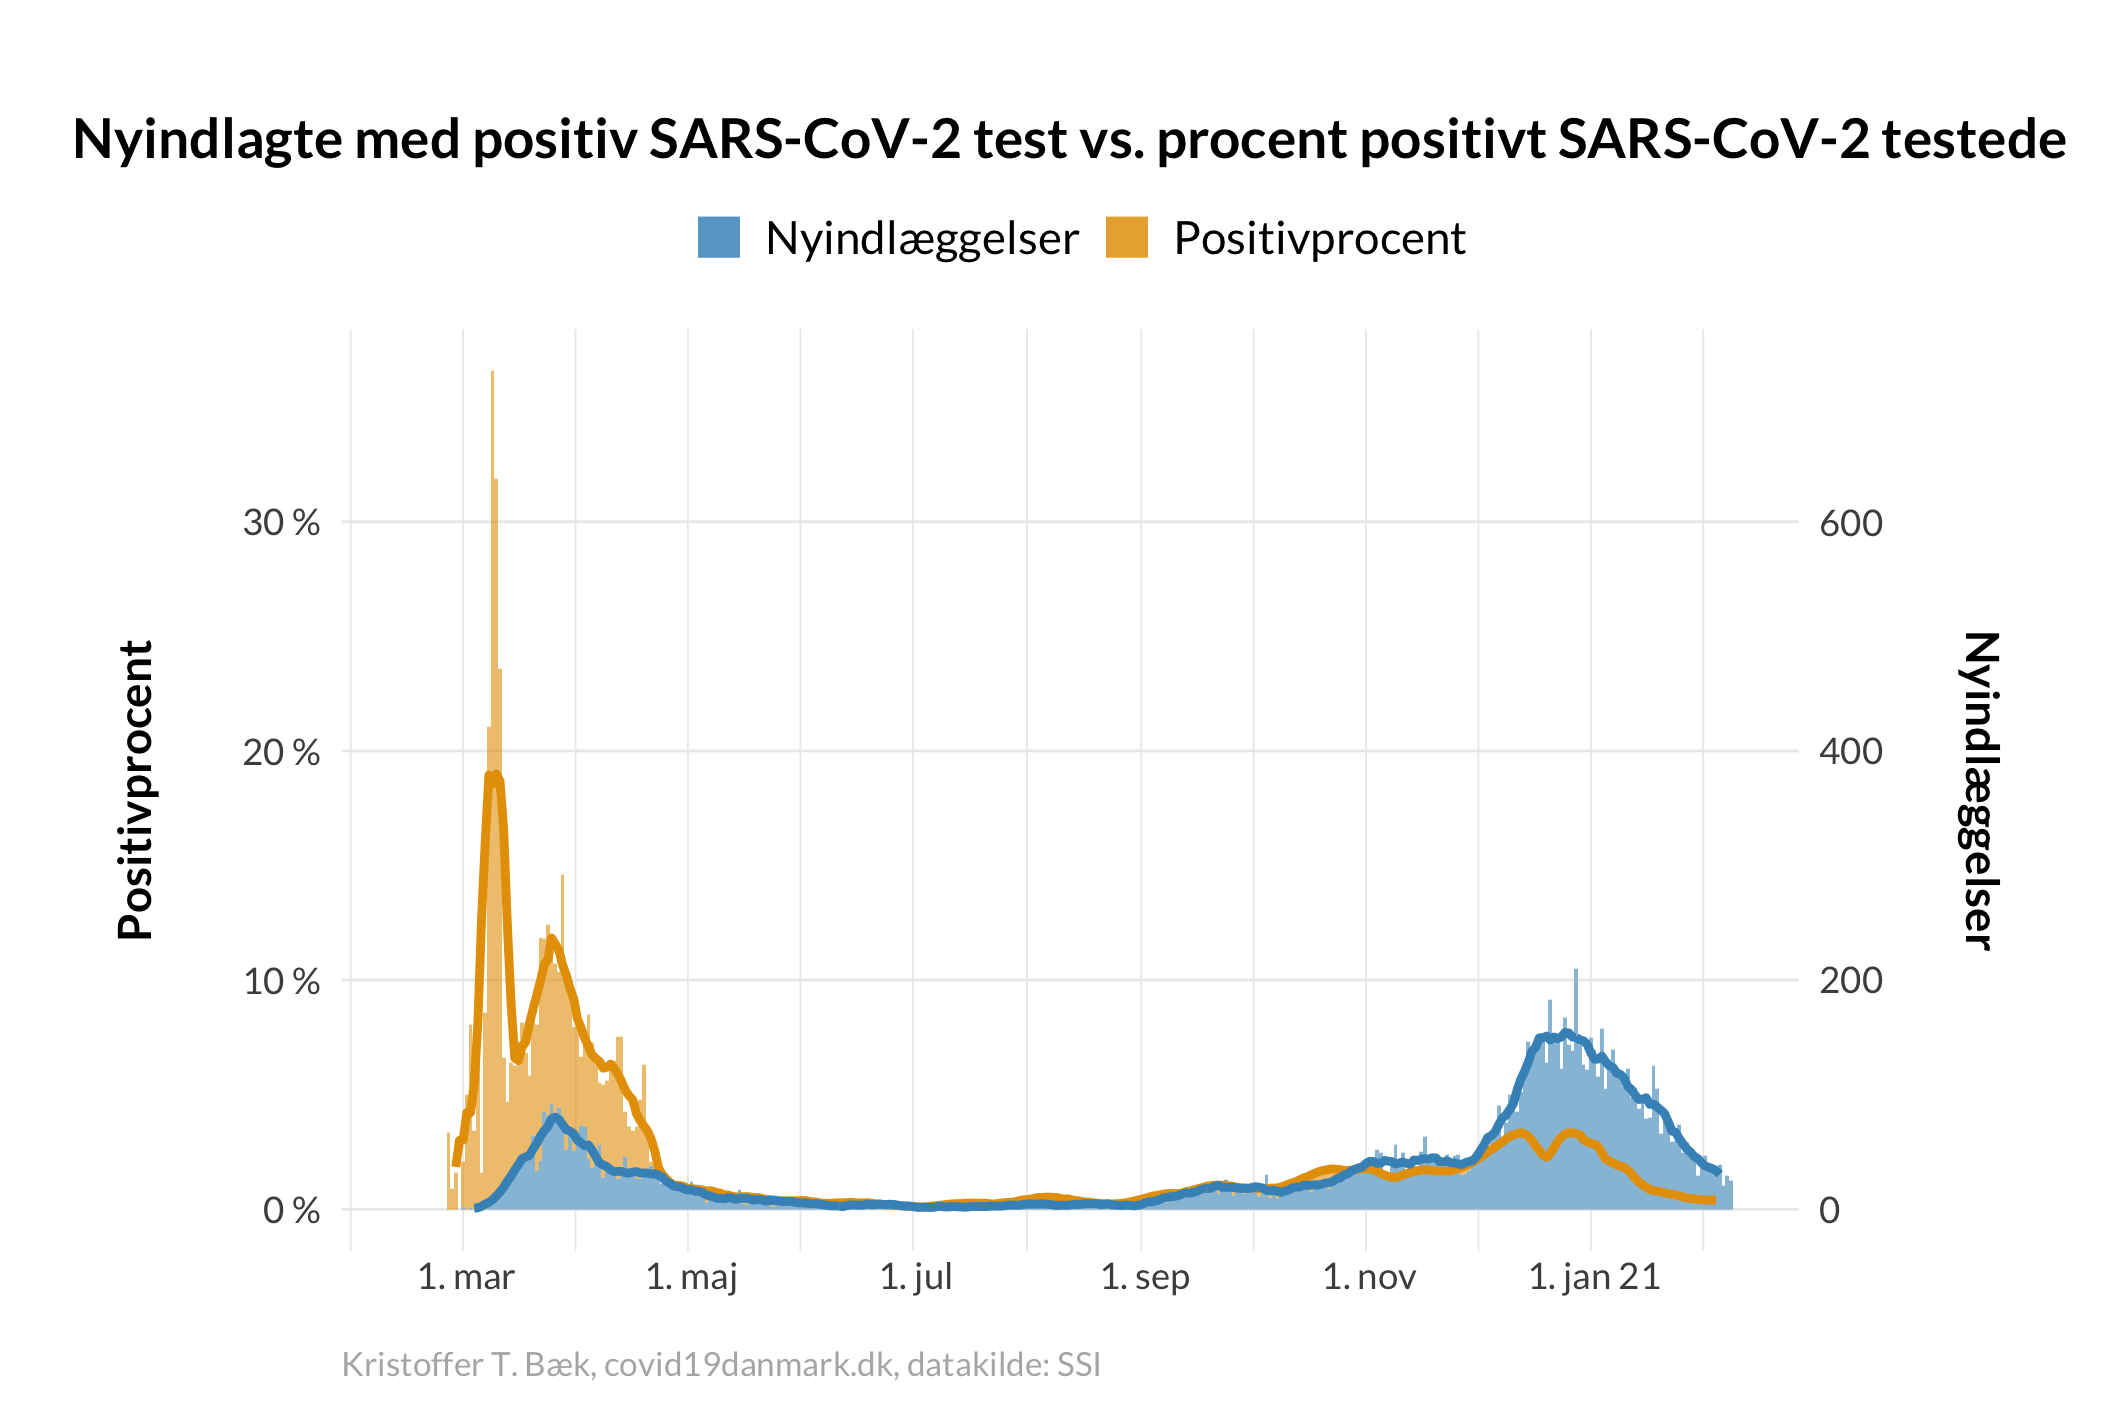 Nyindlagte med positiv SARS-CoV-2 test vs. procent positivt SARS-CoV-2 testede
Nyindlæggelser Positivprocent
Positivprocent
30 %
20 %
10 %
0 %
600
400
200
0
Nyindlæggelser
1. mar 1. maj 1. jul 1. sep 1. nov 1. jan 21
Kristoffer T. Bæk, covid19danmark.dk, datakilde: SSI